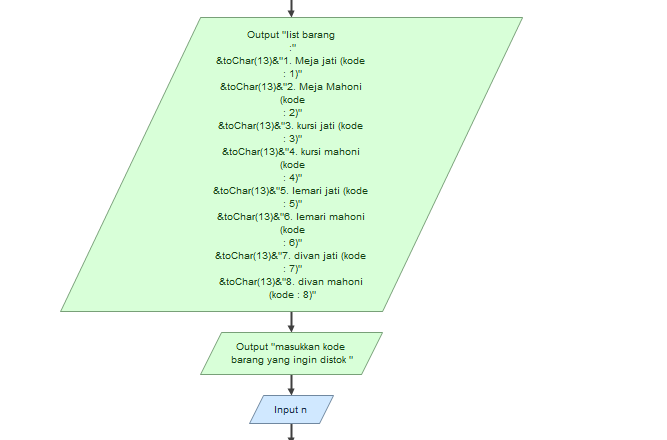 Output "list barang
:"
&toChar(13)&"1. Meja jati (kode
: 1)"
&toChar(13)&"2. Meja Mahoni
(kode
: 2)"
&toChar(13)&"3. kursi jati (kode
: 3)"
&toChar(13)&"4. kursi mahoni
(kode
: 4)"
&toChar(13)&"5. lemari jati (kode
: 5)"
&toChar(13)&"6. lemari mahoni
(kode
: 6)"
&toChar(13)&"7. divan jati (kode
: 7)"
&toChar(13)&"8. divan mahoni
(kode : 8)"
Output "masukkan kode
barang yang ingin distok "
Input n